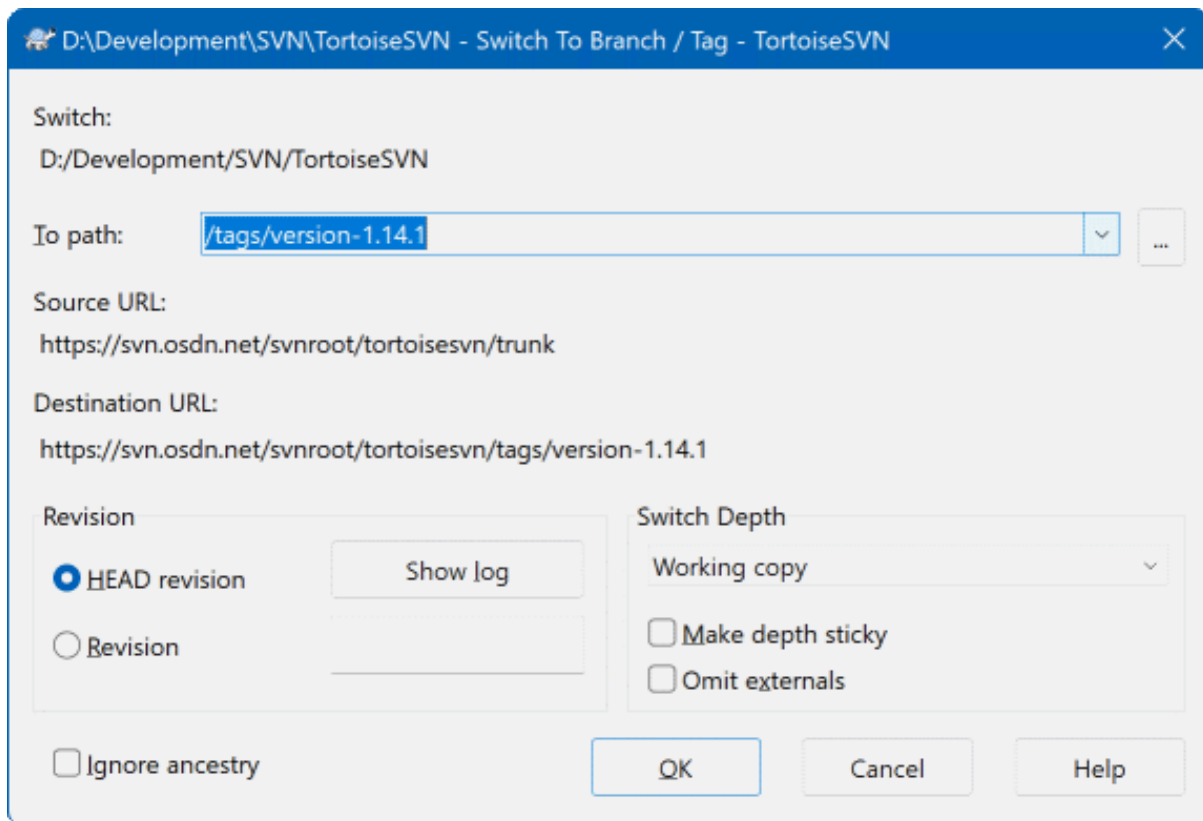 D:\Development\SVN\TortoiseSVN - Switch To Branch / Tag - TortoiseSVN
Switch:
D:/Development/SVN/TortoiseSVN
To path:
/tags/version-1.14.1
...
Source URL:
https://svn.osdn.net/svnroot/tortoisesvn/trunk
Destination URL:
https://svn.osdn.net/svnroot/tortoisesvn/tags/version-1.14.1
Revision
HEAD revision
Show log
Revision
Switch Depth
Working copy
Make depth sticky
Omit externals
Ignore ancestry
OK
Cancel
Help